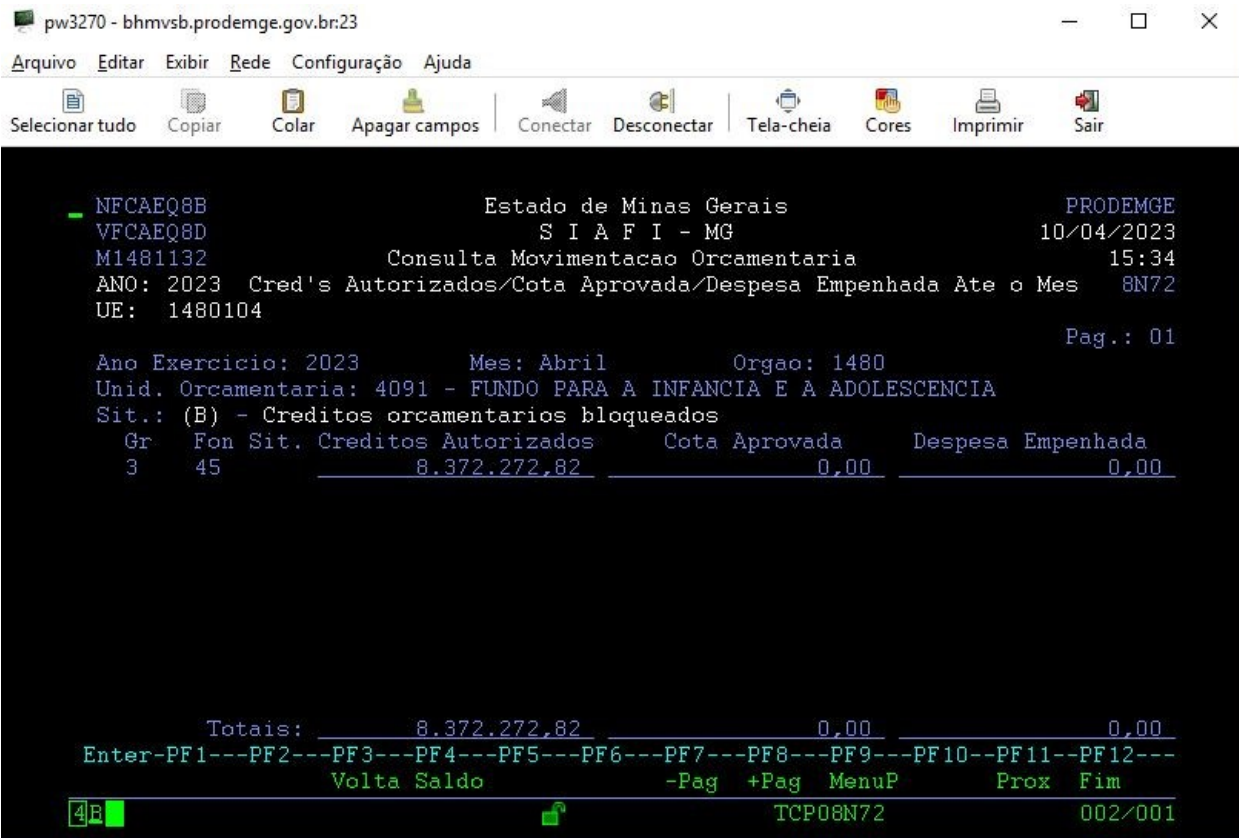 pw3270 - bhmvsb.prodemge.gov.br:23
Arquivo Editar Exibir Rede Configuração Ajuda
Selecionar tudo Copiar Colar Apagar campos Conectar Desconectar Tela-cheia Cores Imprimir Sair
NFCAEQ8B Estado de Minas Gerais PRODEMGE
VFCAEQ8D S I A F I - MG 10/04/2023
M1481132 Consulta Movimentacao Orcamentaria 15:34
ANO: 2023 Cred's Autorizados/Cota Aprovada/Despesa Empenhada Ate o Mes 8N72
UE: 1480104
Pag.: 01
Ano Exercicio: 2023 Mes: Abril Orgao: 1480
Unid. Orcamentaria: 4091 - FUNDO PARA A INFANCIA E A ADOLESCENCIA
Sit.: (B) - Creditos orcamentarios bloqueados
Gr Fon Sit. Creditos Autorizados Cota Aprovada Despesa Empenhada
3 45 8.372.272,82 0,00 0,00
Totais: 8.372.272,82 0,00 0,00
Enter-PF1---PF2---PF3---PF4---PF5---PF6---PF7---PF8---PF9---PF10--PF11--PF12---
Volta Saldo -Pag +Pag MenuP Prox Fim
4B TCP08N72 002/001